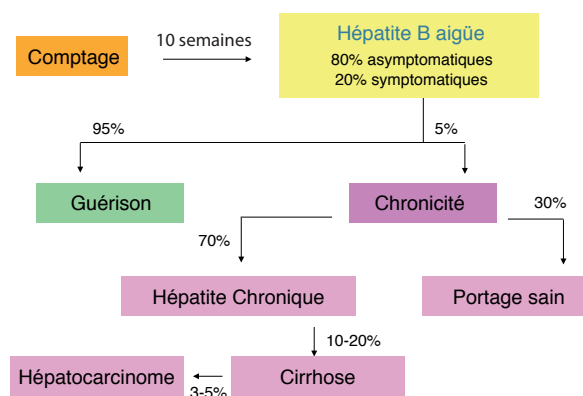 Comptage
10 semaines
Hépatite B aigüe
80% asymptomatiques
20% symptomatiques
95%
5%
Guérison
Chronicité
30%
70%
Hépatite Chronique
Portage sain
10-20%
Hépatocarcinome
Cirrhose
3-5%